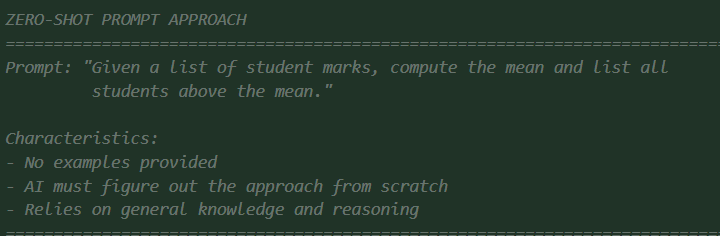 ZERO-SHOT PROMPT APPROACH
================================================================================
Prompt: "Given a list of student marks, compute the mean and list all
students above the mean."
Characteristics:
- No examples provided
- AI must figure out the approach from scratch
- Relies on general knowledge and reasoning
================================================================================